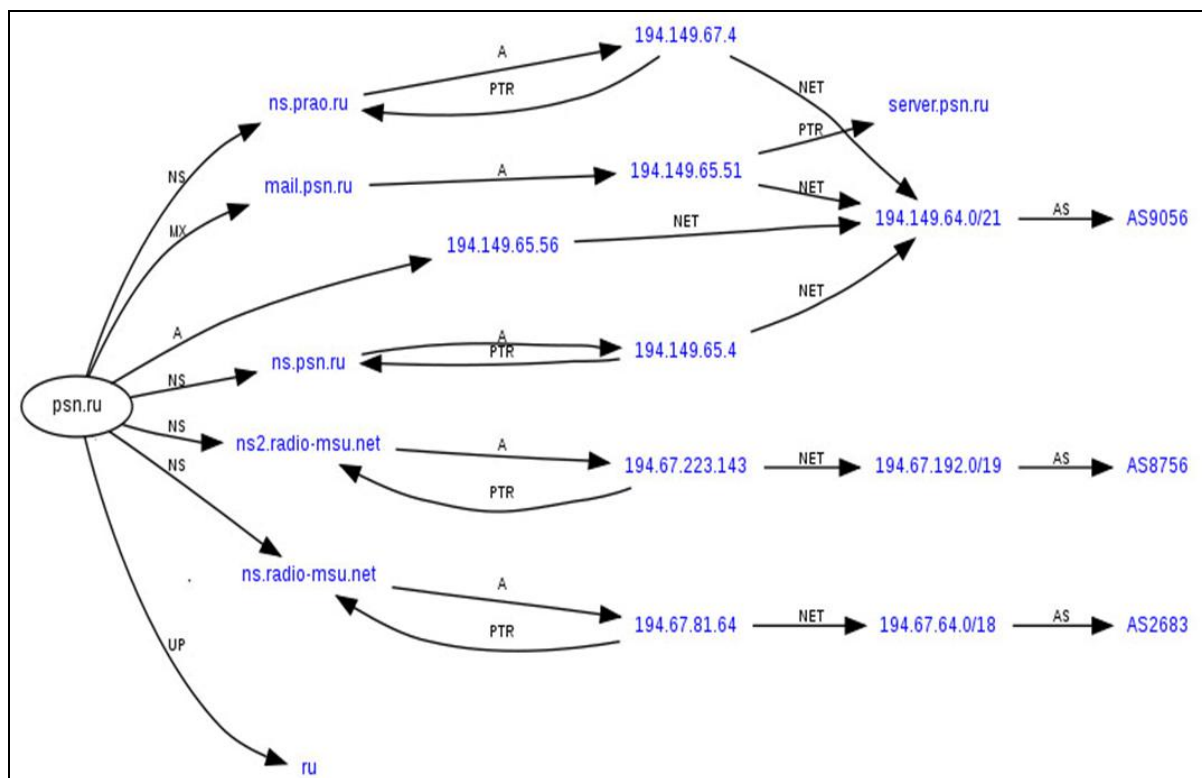 194.149.67.4
A
PTR
NET
ns.prao.ru
server.psn.ru
PTR
NS
mail.psn.ru
A
194.149.65.51
NET
MX
194.149.65.56
NET
194.149.64.0/21
AS
AS9056
A
NET
ns.psn.ru
A
PTR
194.149.65.4
NS
psn.ru
NS
ns2.radio-msu.net
A
194.67.223.143
NET
194.67.192.0/19
AS
AS8756
NS
PTR
ns.radio-msu.net
A
194.67.81.64
NET
194.67.64.0/18
AS
AS2683
PTR
UP
ru